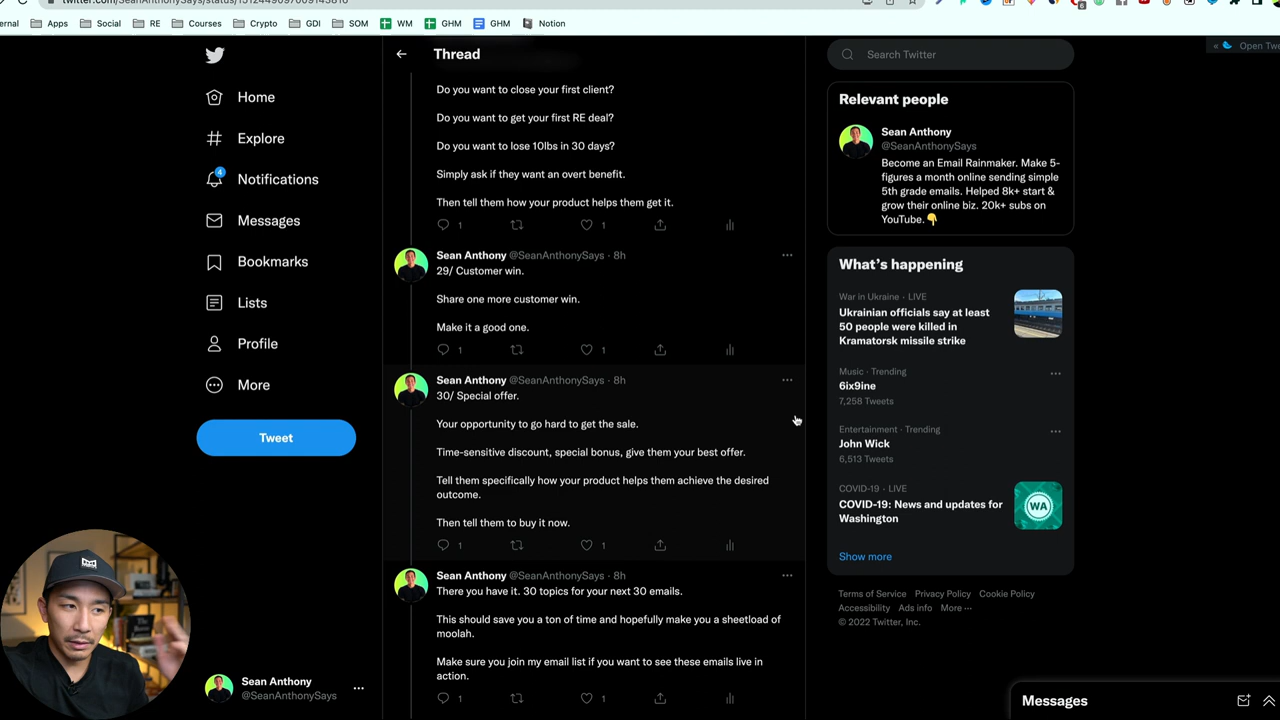 Apps
Social
RE
Courses
Crypto
GDI
SOM
WM
GHM
GHM
Notion
Home
Explore
4
Notifications
Messages
Bookmarks
Lists
Profile
More
Tweet
Sean Anthony
@SeanAnthonySays
Thread
Do you want to close your first client?
Do you want to get your first RE deal?
Do you want to lose 10lbs in 30 days?
Simply ask if they want an overt benefit.
Then tell them how your product helps them get it.
1 1
Sean Anthony @SeanAnthonySays · 8h
29/ Customer win.
Share one more customer win.
Make it a good one.
1 1
Sean Anthony @SeanAnthonySays · 8h
30/ Special offer.
Your opportunity to go hard to get the sale.
Time-sensitive discount, special bonus, give them your best offer.
Tell them specifically how your product helps them achieve the desired
outcome.
Then tell them to buy it now.
1 1
Sean Anthony @SeanAnthonySays · 8h
There you have it. 30 topics for your next 30 emails.
This should save you a ton of time and hopefully make you a sheetload of
moolah.
Make sure you join my email list if you want to see these emails live in
action.
1 1
Search Twitter
Relevant people
Sean Anthony
@SeanAnthonySays
Become an Email Rainmaker. Make 5-
figures a month online sending simple
5th grade emails. Helped 8k+ start &
grow their online biz. 20k+ subs on
YouTube.👇
What's happening
War in Ukraine · LIVE
Ukrainian officials say at least
50 people were killed in
Kramatorsk missile strike
Music · Trending
6ix9ine
7,258 Tweets
Entertainment · Trending
John Wick
6,513 Tweets
COVID-19 · LIVE
COVID-19: News and updates for
Washington
WA
Show more
Terms of Service Privacy Policy Cookie Policy
Accessibility Ads info More ···
© 2022 Twitter, Inc.
Messages
« Open